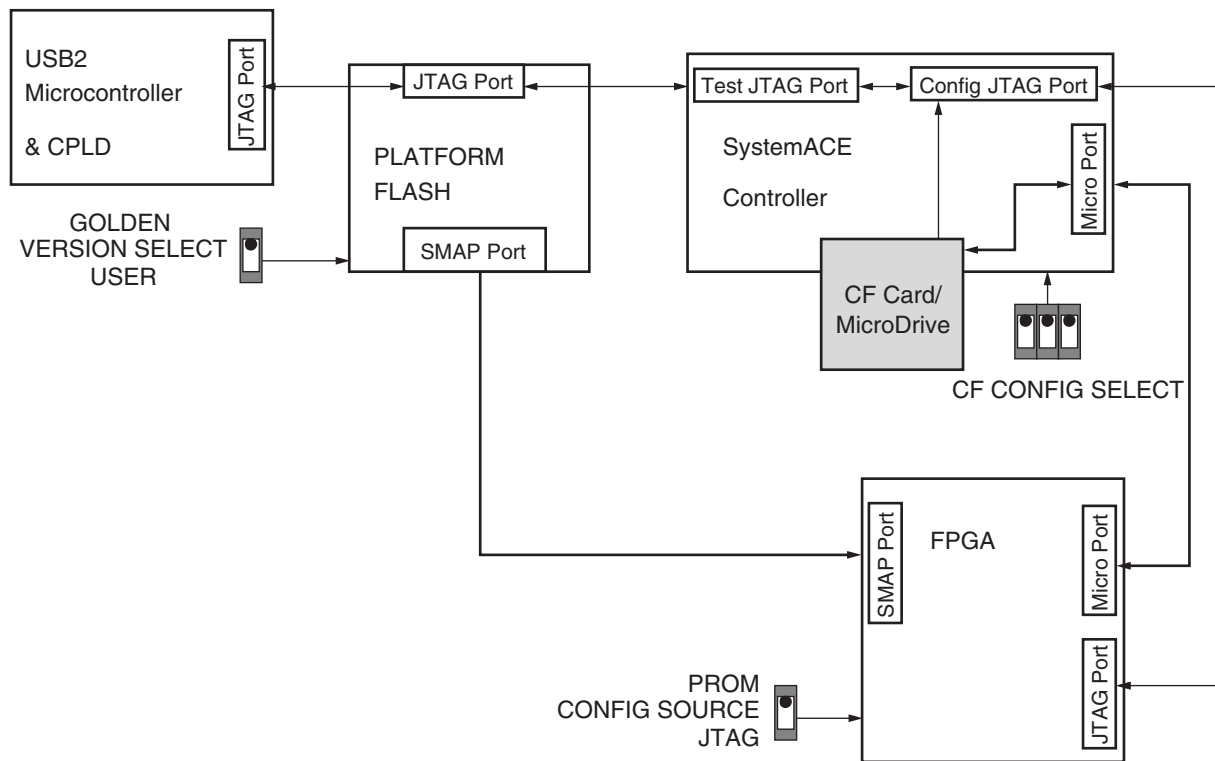 USB2
Microcontroller
& CPLD
JTAG Port
JTAG Port
PLATFORM
FLASH
SMAP Port
GOLDEN
VERSION SELECT
USER
Test JTAG Port
Config JTAG Port
SystemACE
Controller
Micro Port
CF Card/
MicroDrive
CF CONFIG SELECT
SMAP Port
FPGA
Micro Port
JTAG Port
PROM
CONFIG SOURCE
JTAG